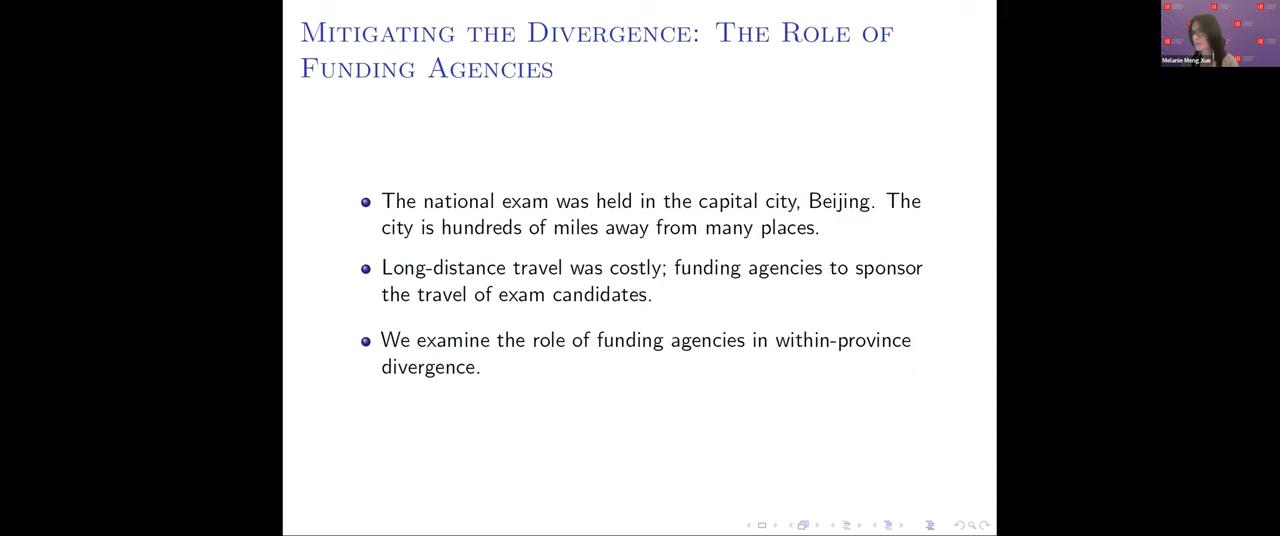 MITIGATING THE DIVERGENCE: THE ROLE OF
FUNDING AGENCIES
The national exam was held in the capital city, Beijing. The
city is hundreds of miles away from many places.
Long-distance travel was costly; funding agencies to sponsor
the travel of exam candidates.
We examine the role of funding agencies in within-province
divergence.
Melanie Meng Xue